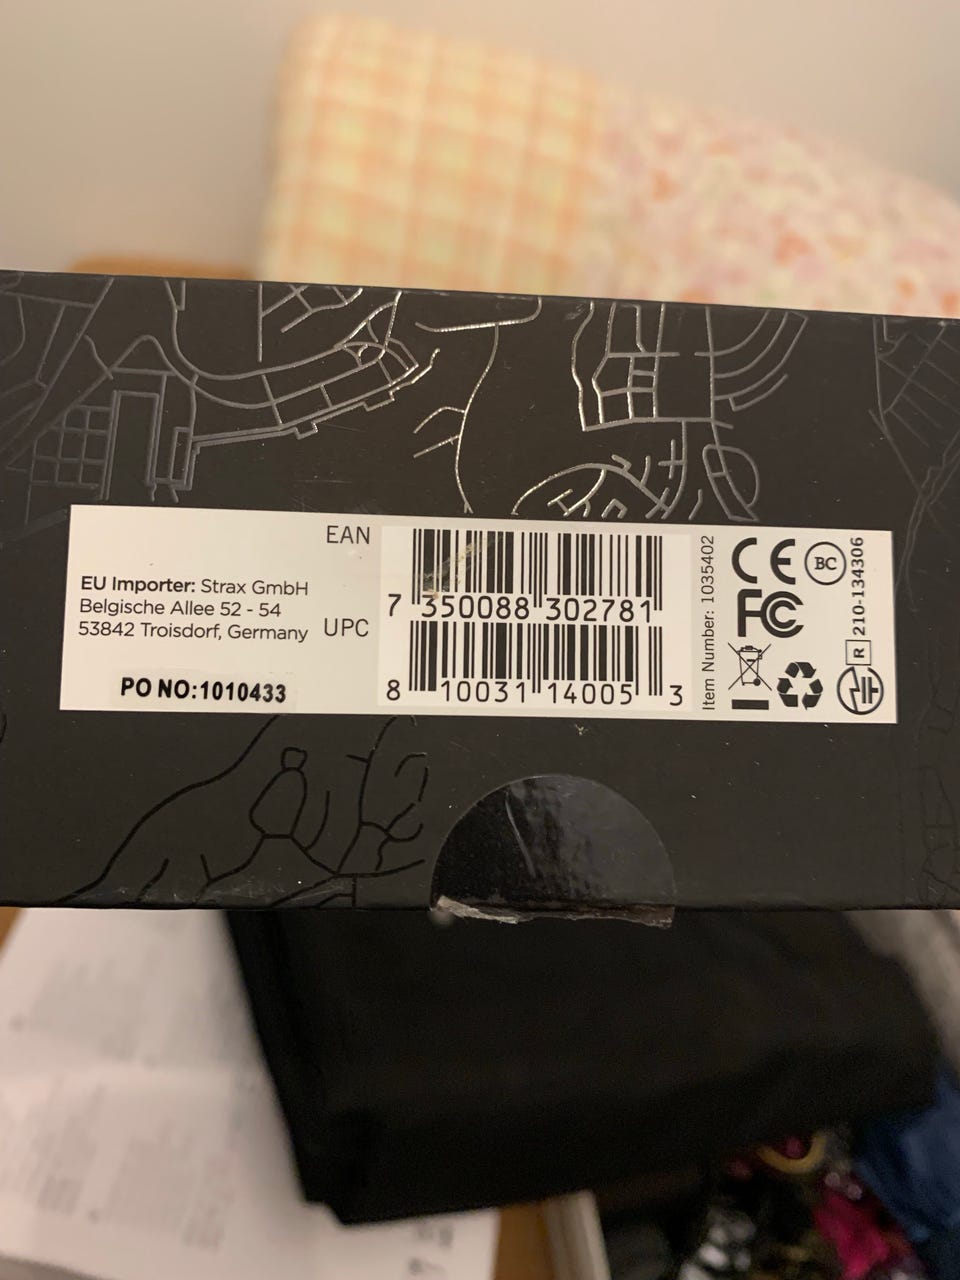 EAN
EU Importer: Strax GmbH
Belgische Allee 52 - 54
53842 Troisdorf, Germany
PO NO:1010433
7 350088 302781
UPC
8 10031 14005 3
Item Number: 1035402
CE
BC
FC
R 210-134306